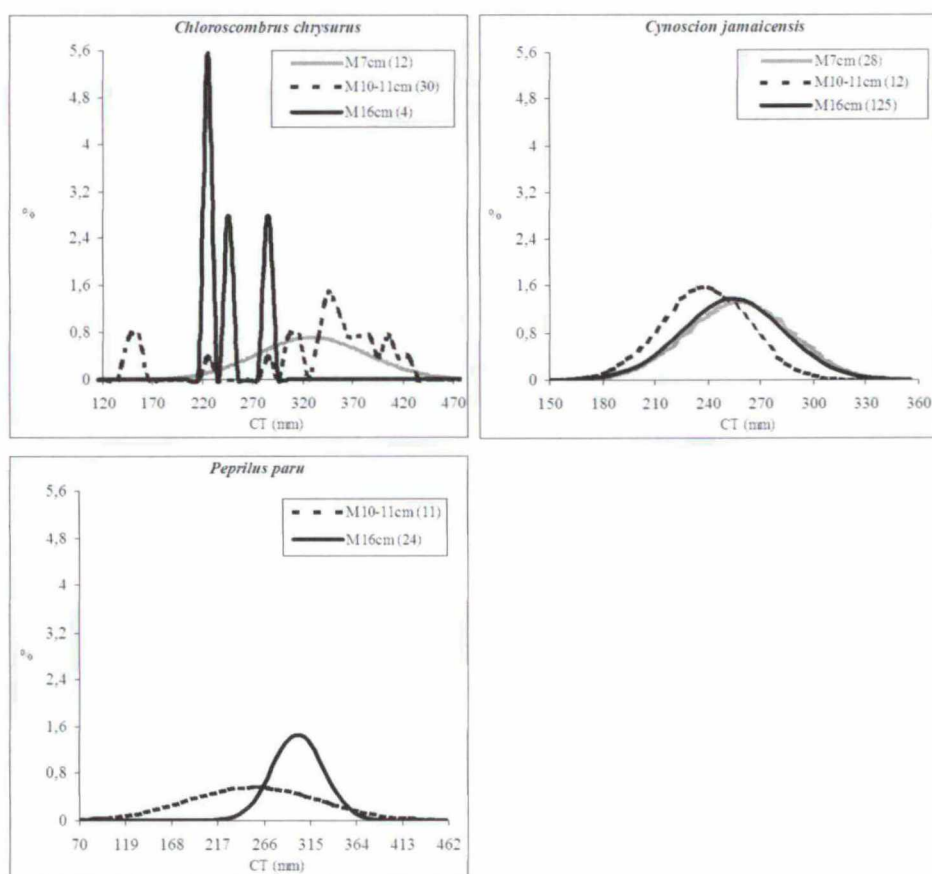 Chloroscombrus chrysurus
5,6
4,8
4
3,2
2,4
1,6
0,8
0
%
M7cm (12)
M10-11cm (30)
M16cm (4)
120 170 220 270 320 370 420 470
CT (mm)
Cynoscion jamaicensis
5,6
4,8
4
3,2
2,4
1,6
0,8
0
%
M7cm (28)
M10-11cm (12)
M16cm (125)
150 180 210 240 270 300 330 360
CT (mm)
Peprilus paru
5,6
4,8
4
3,2
2,4
1,6
0,8
0
%
M10-11cm (11)
M16cm (24)
70 119 168 217 266 315 364 413 462
CT (mm)